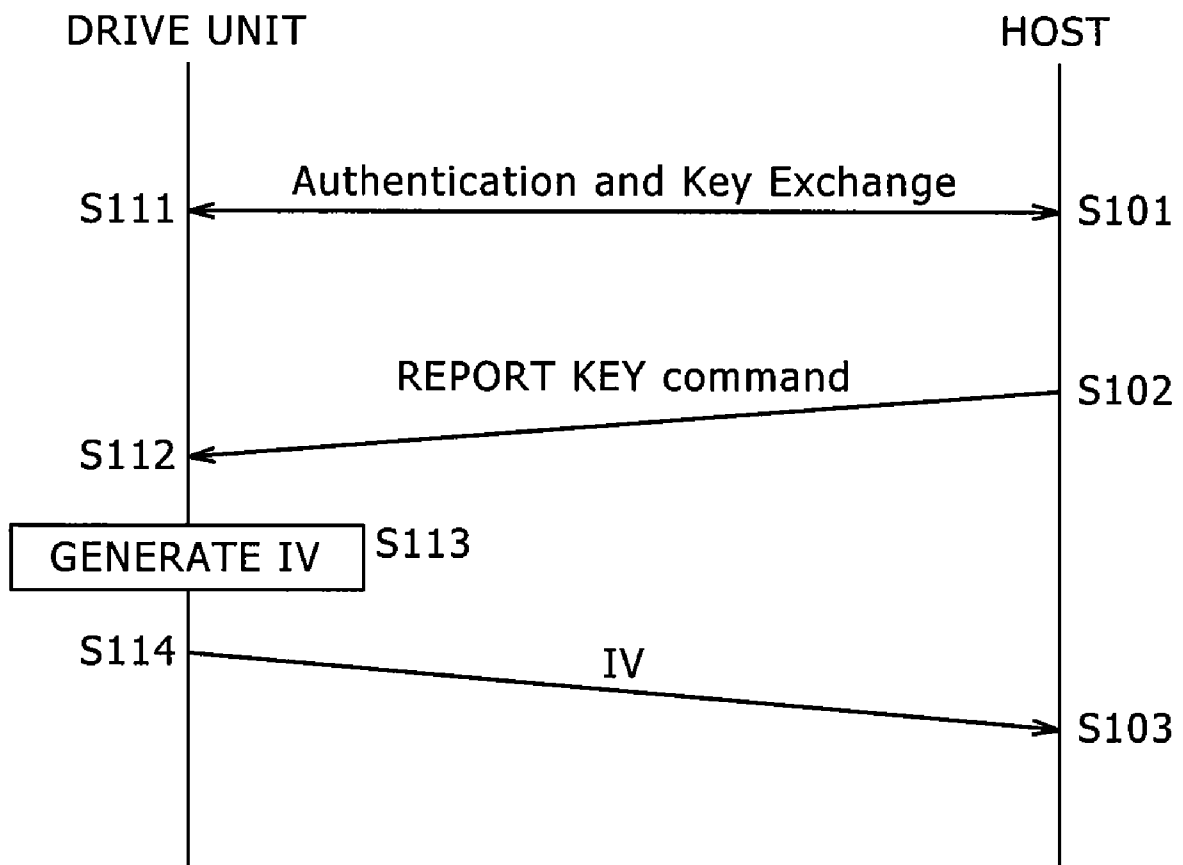 DRIVE UNIT
HOST
Authentication and Key Exchange
S111
S101
REPORT KEY command
S102
S112
GENERATE IV
S113
S114
IV
S103